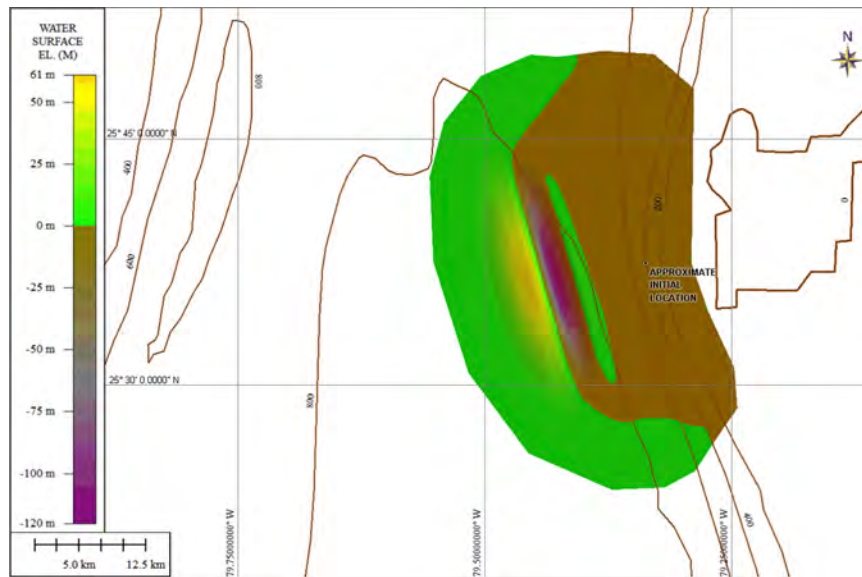 WATER
SURFACE
EL. (M)
61 m
50 m
25 m
0 m
-25 m
-50 m
-75 m
-100 m
-120 m
5.0 km 12.5 km
N
25° 45' 0.0000" N
25° 30' 0.0000" N
79.75000000° W
79.50000000° W
79.25000000° W
400
600
800
800
200
0
400
APPROXIMATE
INITIAL
LOCATION